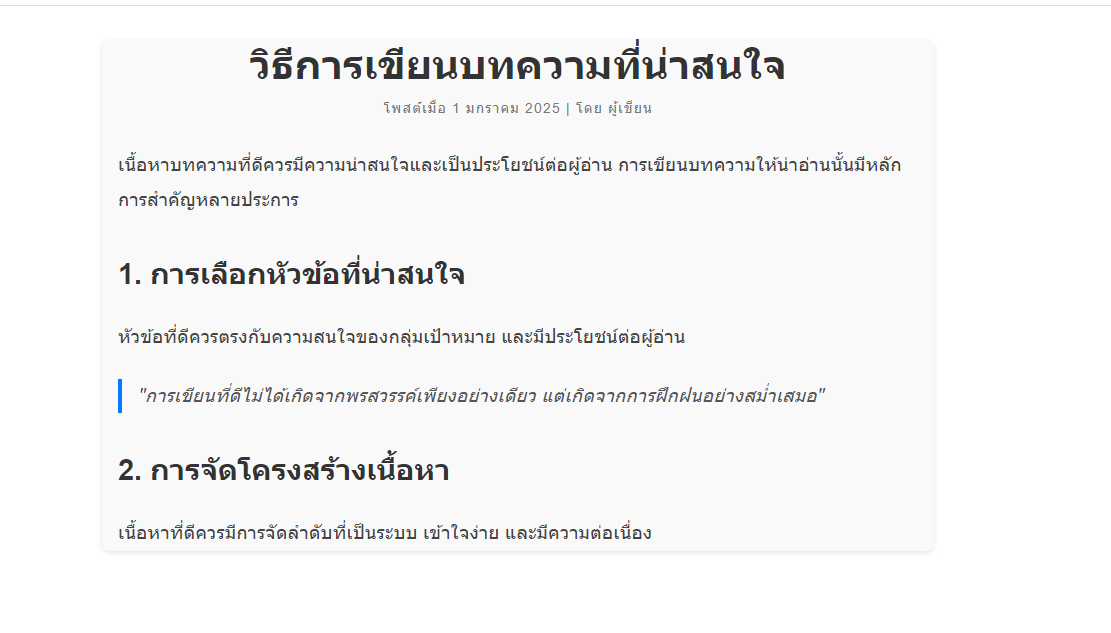 วิธีการเขียนบทความที่น่าสนใจ
โพสต์เมื่อ 1 มกราคม 2025 | โดย ผู้เขียน
เนื้อหาบทความที่ดีควรมีความน่าสนใจและเป็นประโยชน์ต่อผู้อ่าน การเขียนบทความให้น่าอ่านนั้นมีหลัก
การสำคัญหลายประการ
1. การเลือกหัวข้อที่น่าสนใจ
หัวข้อที่ดีควรตรงกับความสนใจของกลุ่มเป้าหมาย และมีประโยชน์ต่อผู้อ่าน
"การเขียนที่ดีไม่ได้เกิดจากพรสวรรค์เพียงอย่างเดียว แต่เกิดจากการฝึกฝนอย่างสม่ำเสมอ"
2. การจัดโครงสร้างเนื้อหา
เนื้อหาที่ดีควรมีการจัดลำดับที่เป็นระบบ เข้าใจง่าย และมีความต่อเนื่อง